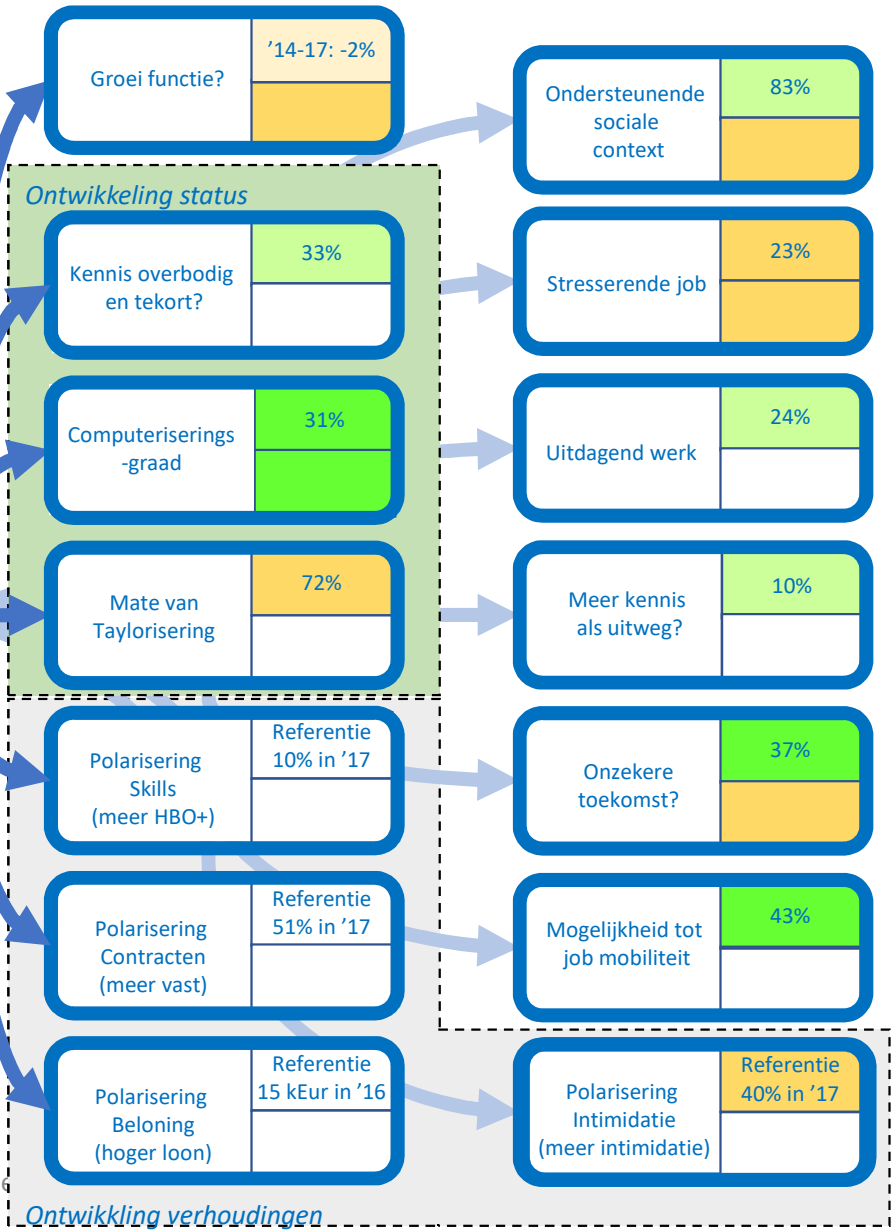 Groei functie?
’14-17: -2%
Ontwikkeling status
Kennis overbodig
en tekort?
33%
Computeriserings
-graad
31%
Mate van
Taylorisering
72%
Polarisering
Skills
(meer HBO+)
Referentie
10% in ’17
Polarisering
Contracten
(meer vast)
Referentie
51% in ’17
Polarisering
Beloning
(hoger loon)
Referentie
15 kEur in ’16
Ondersteunende
sociale
context
83%
Stresserende job
23%
Uitdagend werk
24%
Meer kennis
als uitweg?
10%
Onzekere
toekomst?
37%
Mogelijkheid tot
job mobiliteit
43%
Polarisering
Intimidatie
(meer intimidatie)
Referentie
40% in ’17
Ontwikkling verhoudingen